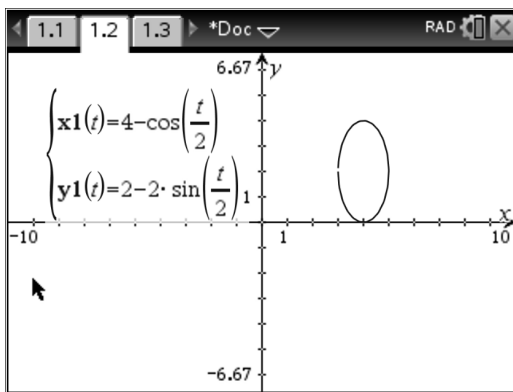 1.1 1.2 1.3 *Doc RAD
6.67 y
x1(t)=4-cos(t/2)
y1(t)=2-2·sin(t/2)
1
x
-10 1 10
-6.67